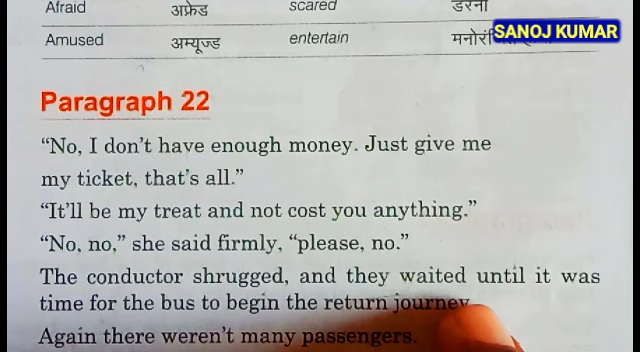 Afraid अफ्रेड scared डरना
Amused अम्यूज्ड entertain
SANOJ KUMAR
Paragraph 22
“No, I don’t have enough money. Just give me
my ticket, that’s all.”
“It’ll be my treat and not cost you anything.”
“No, no,” she said firmly, “please, no.”
The conductor shrugged, and they waited until it was
time for the bus to begin the return journey
Again there weren’t many passengers.